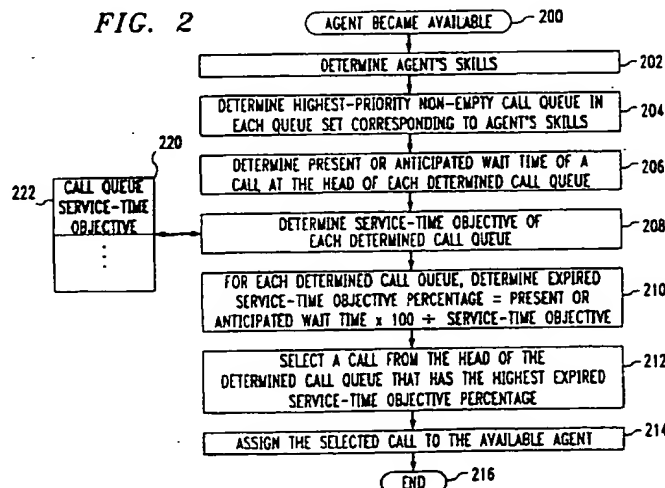 FIG. 2
AGENT BECAME AVAILABLE
200
DETERMINE AGENT'S SKILLS
202
DETERMINE HIGHEST-PRIORITY NON-EMPTY CALL QUEUE IN
EACH QUEUE SET CORRESPONDING TO AGENT'S SKILLS
204
DETERMINE PRESENT OR ANTICIPATED WAIT TIME OF A
CALL AT THE HEAD OF EACH DETERMINED CALL QUEUE
206
220
222
CALL QUEUE
SERVICE-TIME
OBJECTIVE
DETERMINE SERVICE-TIME OBJECTIVE OF
EACH DETERMINED CALL QUEUE
208
FOR EACH DETERMINED CALL QUEUE, DETERMINE EXPIRED
SERVICE-TIME OBJECTIVE PERCENTAGE = PRESENT OR
ANTICIPATED WAIT TIME x 100 ÷ SERVICE-TIME OBJECTIVE
210
SELECT A CALL FROM THE HEAD OF THE
DETERMINED CALL QUEUE THAT HAS THE HIGHEST EXPIRED
SERVICE-TIME OBJECTIVE PERCENTAGE
212
ASSIGN THE SELECTED CALL TO THE AVAILABLE AGENT
214
END
216